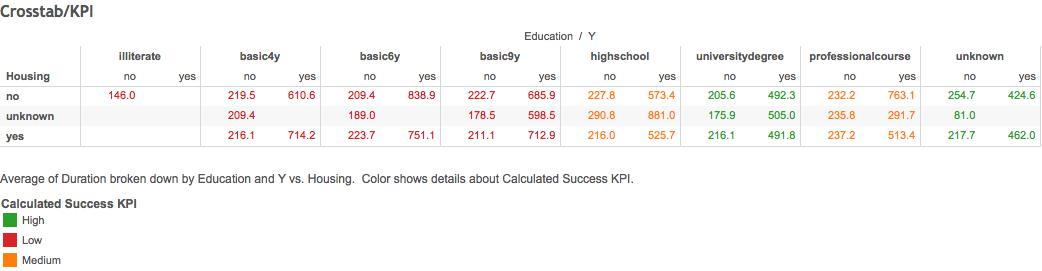 Crosstab/KPI
Education / Y
illiterate basic4y basic6y basic9y highschool universitydegree professionalcourse unknown
Housing no yes no yes no yes no yes no yes no yes no yes no yes
no 146.0 219.5 610.6 209.4 838.9 222.7 685.9 227.8 573.4 205.6 492.3 232.2 763.1 254.7 424.6
unknown 209.4 189.0 178.5 598.5 290.8 881.0 175.9 505.0 235.8 291.7 81.0
yes 216.1 714.2 223.7 751.1 211.1 712.9 216.0 525.7 216.1 491.8 237.2 513.4 217.7 462.0
Average of Duration broken down by Education and Y vs. Housing. Color shows details about Calculated Success KPI.
Calculated Success KPI
High
Low
Medium